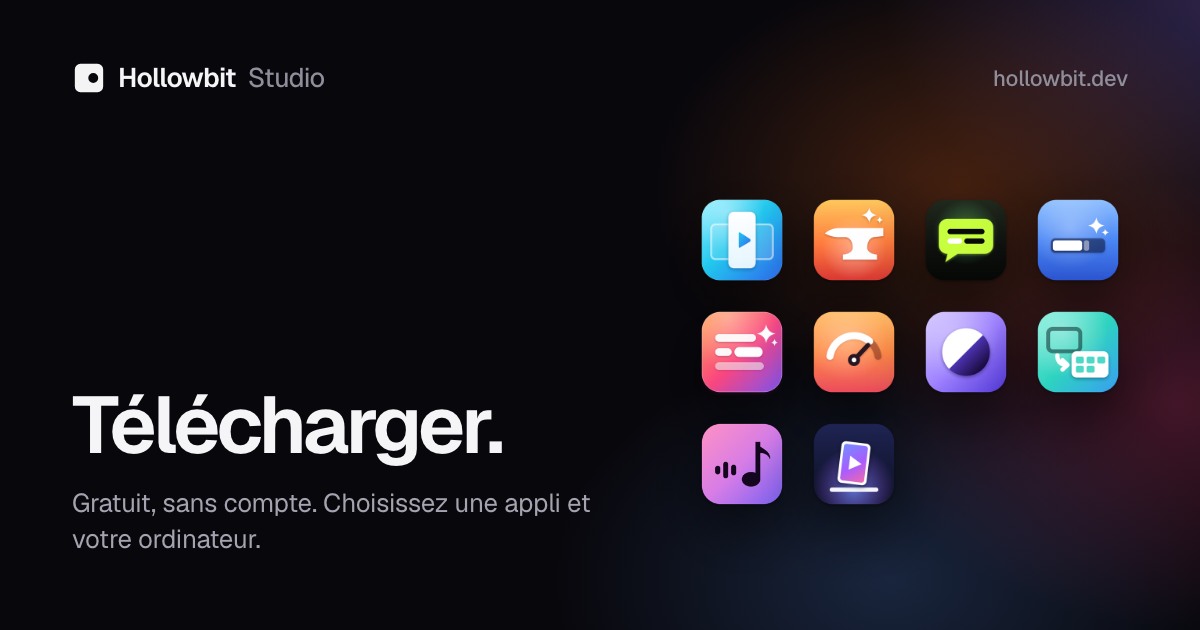 Hollowbit Studio
hollowbit.dev
Télécharger.
Gratuit, sans compte. Choisissez une appli et
votre ordinateur.